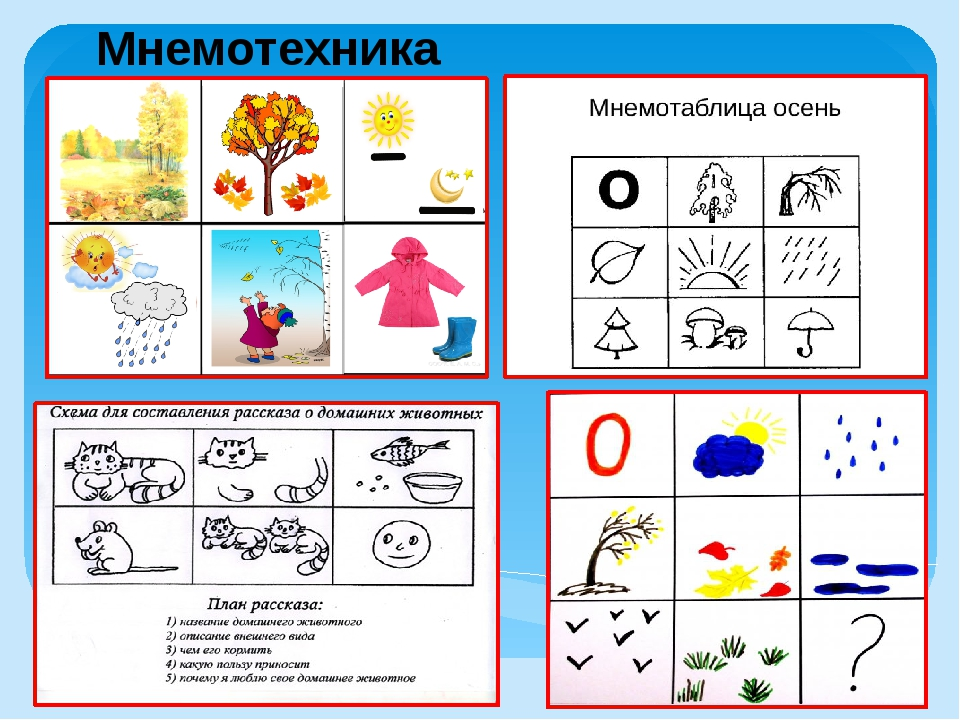 Мнемотехника
Мнемотаблица осень
о
Схема для составления рассказа о домашних животных
План рассказа:
1) название домашнего животного
2) описание внешнего вида
3) чем его кормить
4) какую пользу приносит
5) почему я люблю свое домашнее животное
О
?